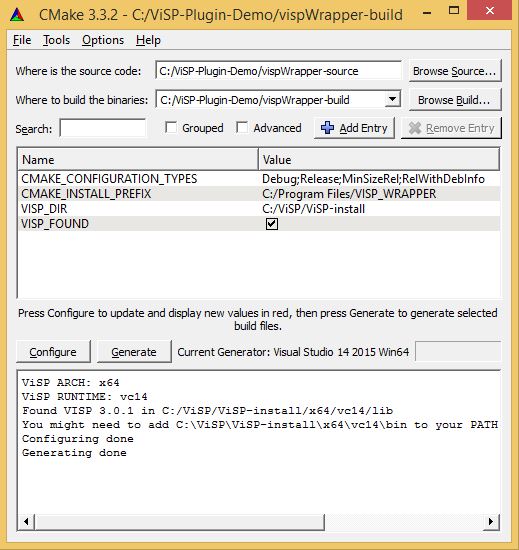 CMake 3.3.2 - C:/ViSP-Plugin-Demo/vispWrapper-build
File Tools Options Help
Where is the source code: C:/ViSP-Plugin-Demo/vispWrapper-source Browse Source...
Where to build the binaries: C:/ViSP-Plugin-Demo/vispWrapper-build Browse Build...
Search: Grouped Advanced Add Entry Remove Entry
Name Value
CMAKE_CONFIGURATION_TYPES Debug;Release;MinSizeRel;RelWithDebInfo
CMAKE_INSTALL_PREFIX C:/Program Files/VISP_WRAPPER
VISP_DIR C:/ViSP/ViSP-install
VISP_FOUND
Press Configure to update and display new values in red, then press Generate to generate selected
build files.
Configure Generate Current Generator: Visual Studio 14 2015 Win64
ViSP ARCH: x64
ViSP RUNTIME: vc14
Found VISP 3.0.1 in C:/ViSP/ViSP-install/x64/vc14/lib
You might need to add C:\ViSP\ViSP-install\x64\vc14\bin to your PATH
Configuring done
Generating done